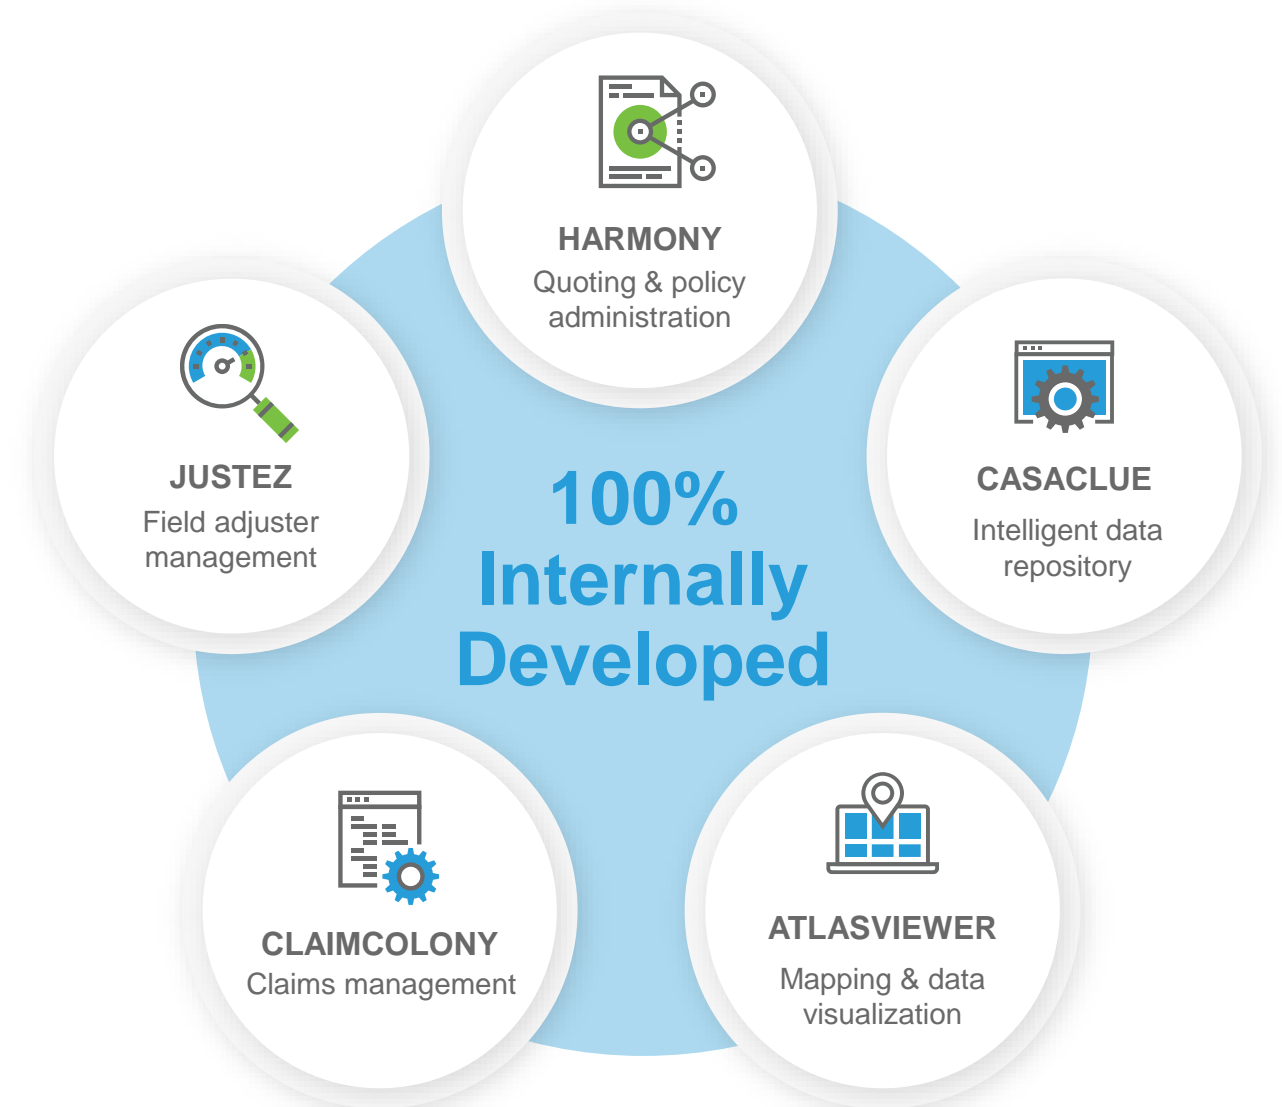 HARMONY
Quoting & policy
administration
JUSTEZ
Field adjuster
management
CASACLUE
Intelligent data
repository
100%
Internally
Developed
CLAIMCOLONY
Claims management
ATLASVIEWER
Mapping & data
visualization